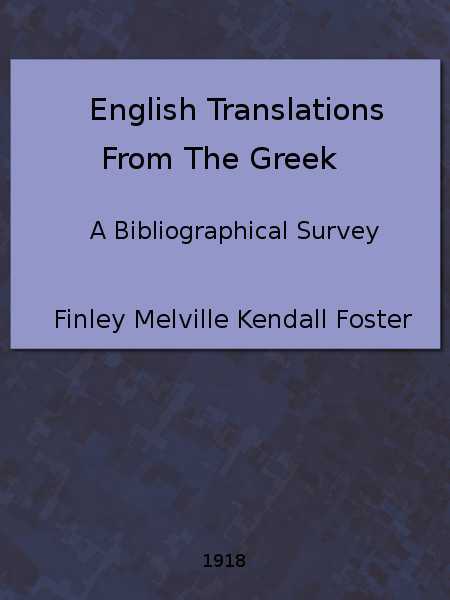 English Translations
From The Greek
A Bibliographical Survey
Finley Melville Kendall Foster
1918